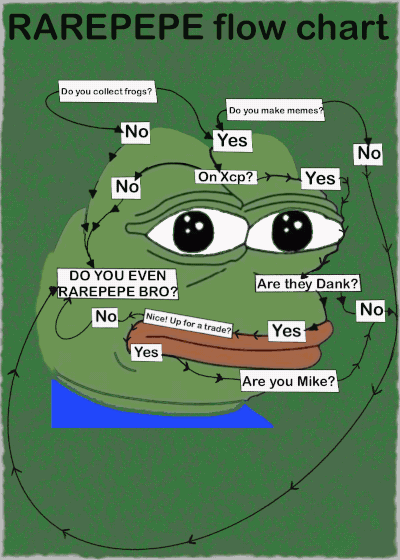 RAREPEPE flow chart
Do you collect frogs?
Do you make memes?
No
Yes
No
On Xcp?
Yes
No
DO YOU EVEN
RAREPEPE BRO?
Are they Dank?
No
No
Nice! Up for a trade?
Yes
Yes
Are you Mike?